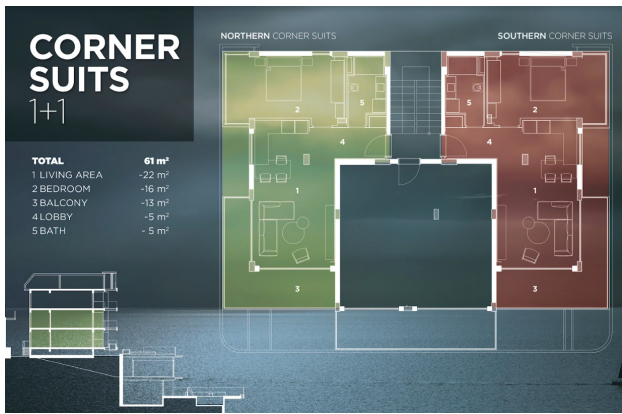 CORNER
SUITS
1+1
TOTAL 61 m²
1 LIVING AREA -22 m²
2 BEDROOM -16 m²
3 BALCONY -13 m²
4 LOBBY -5 m²
5 BATH - 5 m²
NORTHERN CORNER SUITS
SOUTHERN CORNER SUITS
2
5
4
1
3
5
2
4
1
3